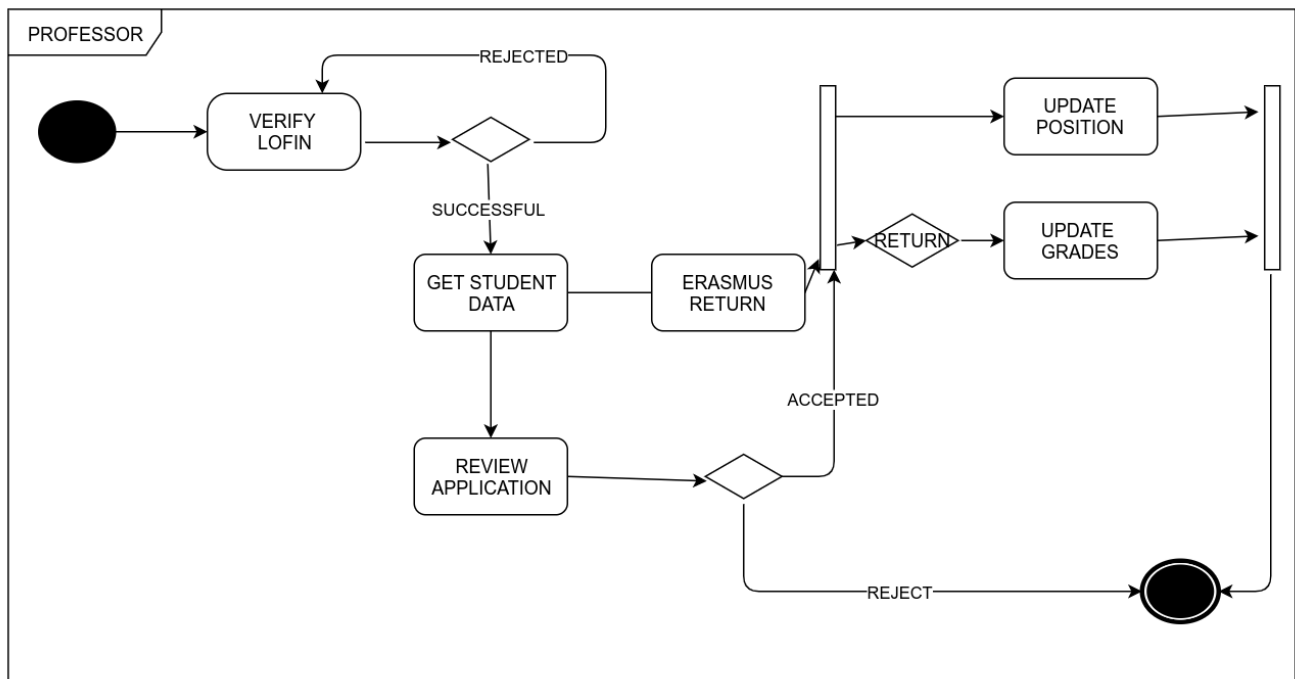 PROFESSOR
REJECTED
VERIFY
LOFIN
UPDATE
POSITION
SUCCESSFUL
RETURN
UPDATE
GRADES
GET STUDENT
DATA
ERASMUS
RETURN
ACCEPTED
REVIEW
APPLICATION
REJECT